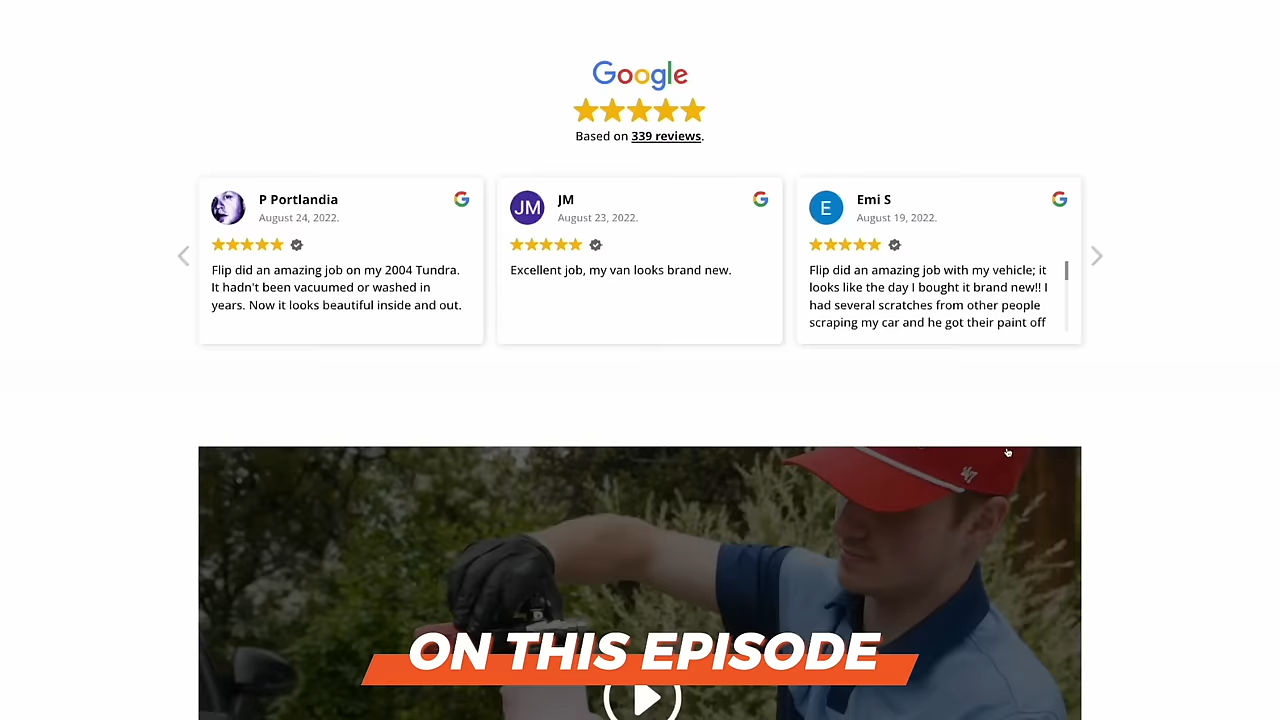 Google
Based on 339 reviews.
P Portlandia
August 24, 2022.
Flip did an amazing job on my 2004 Tundra.
It hadn't been vacuumed or washed in
years. Now it looks beautiful inside and out.
JM
JM
August 23, 2022.
Excellent job, my van looks brand new.
E
Emi S
August 19, 2022.
Flip did an amazing job with my vehicle; it
looks like the day I bought it brand new!! I
had several scratches from other people
scraping my car and he got their paint off
ON THIS EPISODE